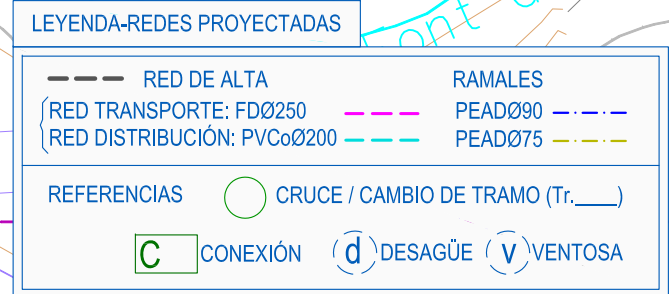 LEYENDA-REDES PROYECTADAS
ont d
RED DE ALTA RAMALES
RED TRANSPORTE: FDØ250 PEADØ90
RED DISTRIBUCIÓN: PVCoØ200 PEADØ75
REFERENCIAS CRUCE / CAMBIO DE TRAMO (Tr.____)
C CONEXIÓN d DESAGÜE v VENTOSA